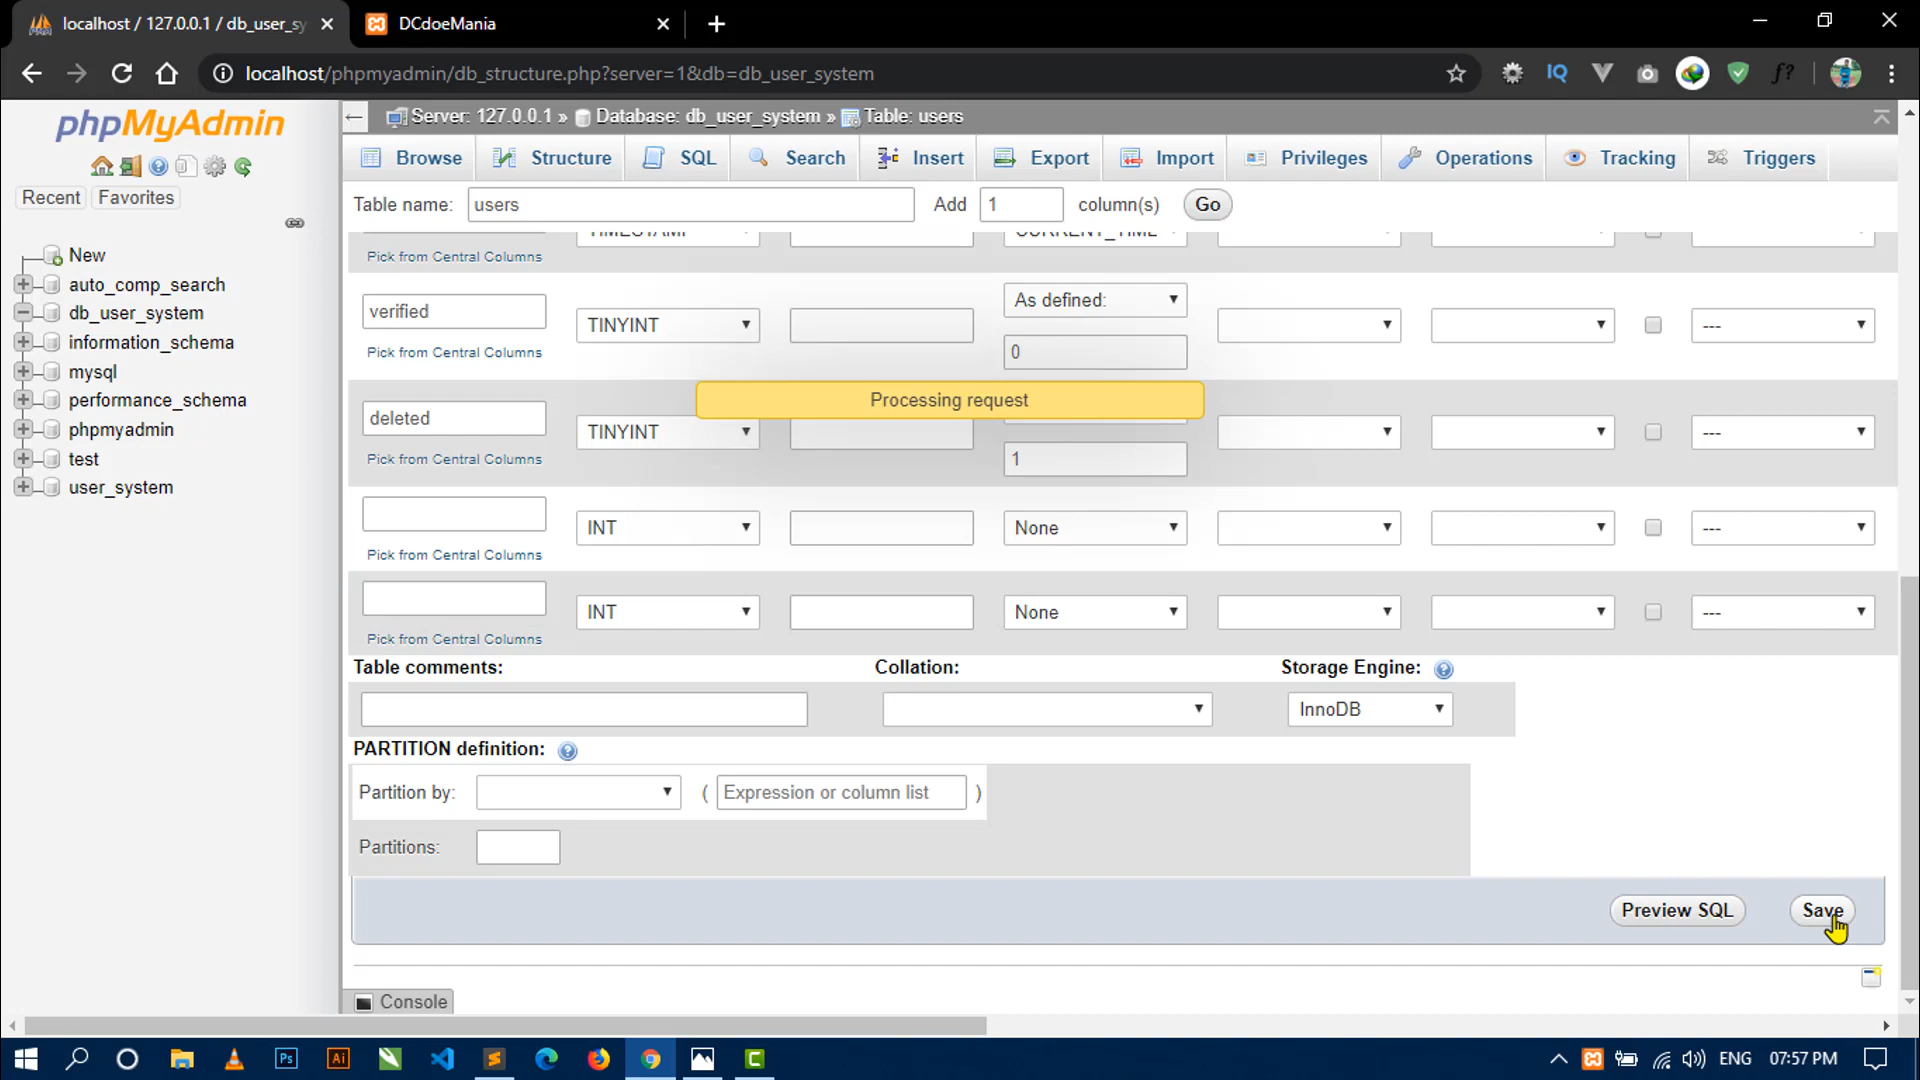 localhost / 127.0.0.1 / db_user_sy
DCdoeMania
localhost/phpmyadmin/db_structure.php?server=1&db=db_user_system
IQ
f?
phpMyAdmin
Recent
Favorites
New
auto_comp_search
db_user_system
information_schema
mysql
performance_schema
phpmyadmin
test
user_system
Server: 127.0.0.1 » Database: db_user_system » Table: users
Browse
Structure
SQL
Search
Insert
Export
Import
Privileges
Operations
Tracking
Triggers
Table name: users Add 1 column(s) Go
TIMESTAMP CURRENT_TIME
Pick from Central Columns
verified TINYINT As defined: ---
0
Pick from Central Columns
Processing request
deleted TINYINT ---
1
Pick from Central Columns
INT None ---
Pick from Central Columns
INT None ---
Pick from Central Columns
Table comments: Collation: Storage Engine:
InnoDB
PARTITION definition:
Partition by: ( Expression or column list )
Partitions:
Preview SQL Save
Console
Ps
Ai
ENG 07:57 PM